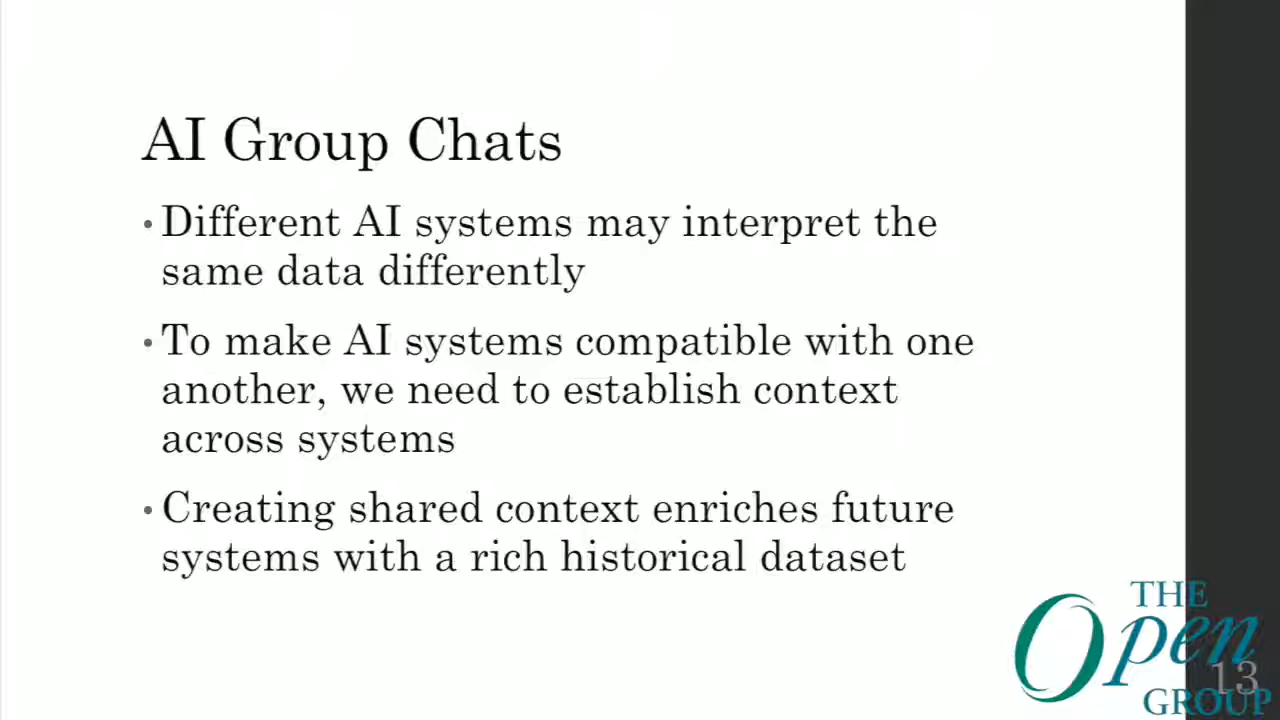 AI Group Chats
• Different AI systems may interpret the
same data differently
• To make AI systems compatible with one
another, we need to establish context
across systems
• Creating shared context enriches future
systems with a rich historical dataset
THE
Open
GROUP
13